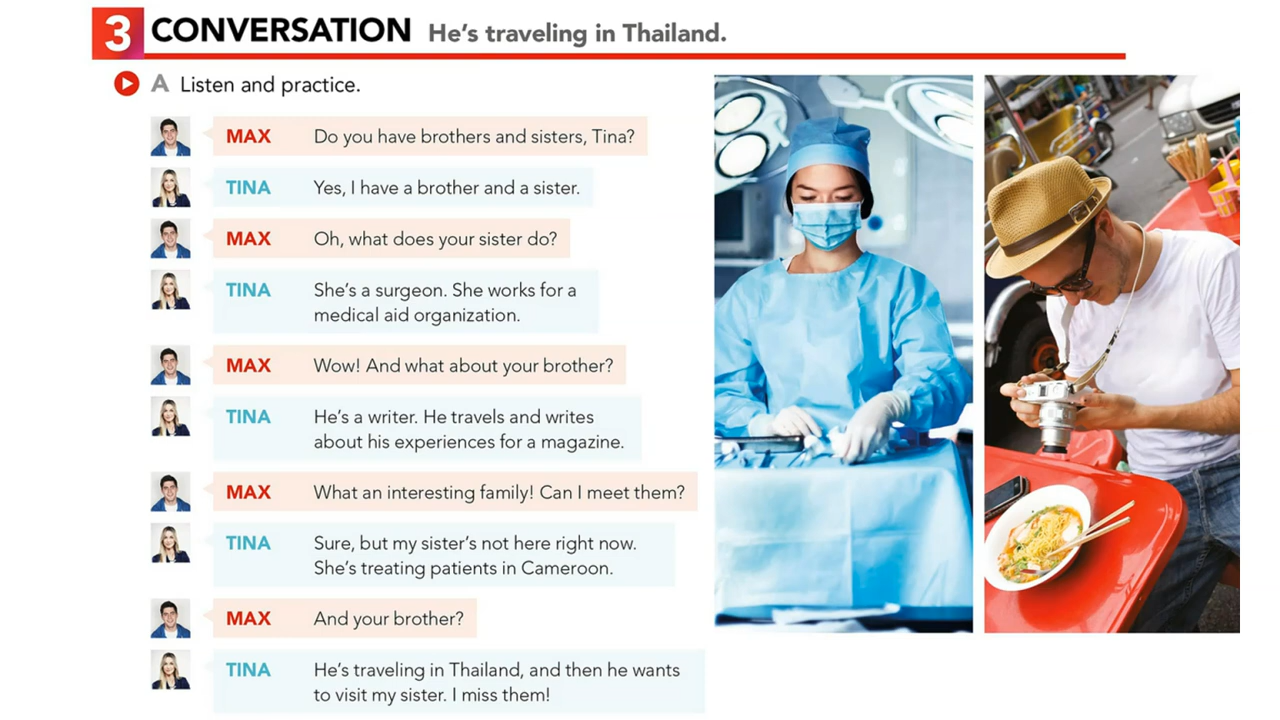 3 CONVERSATION He's traveling in Thailand.
A Listen and practice.
MAX Do you have brothers and sisters, Tina?
TINA Yes, I have a brother and a sister.
MAX Oh, what does your sister do?
TINA She's a surgeon. She works for a
medical aid organization.
MAX Wow! And what about your brother?
TINA He's a writer. He travels and writes
about his experiences for a magazine.
MAX What an interesting family! Can I meet them?
TINA Sure, but my sister's not here right now.
She's treating patients in Cameroon.
MAX And your brother?
TINA He's traveling in Thailand, and then he wants
to visit my sister. I miss them!